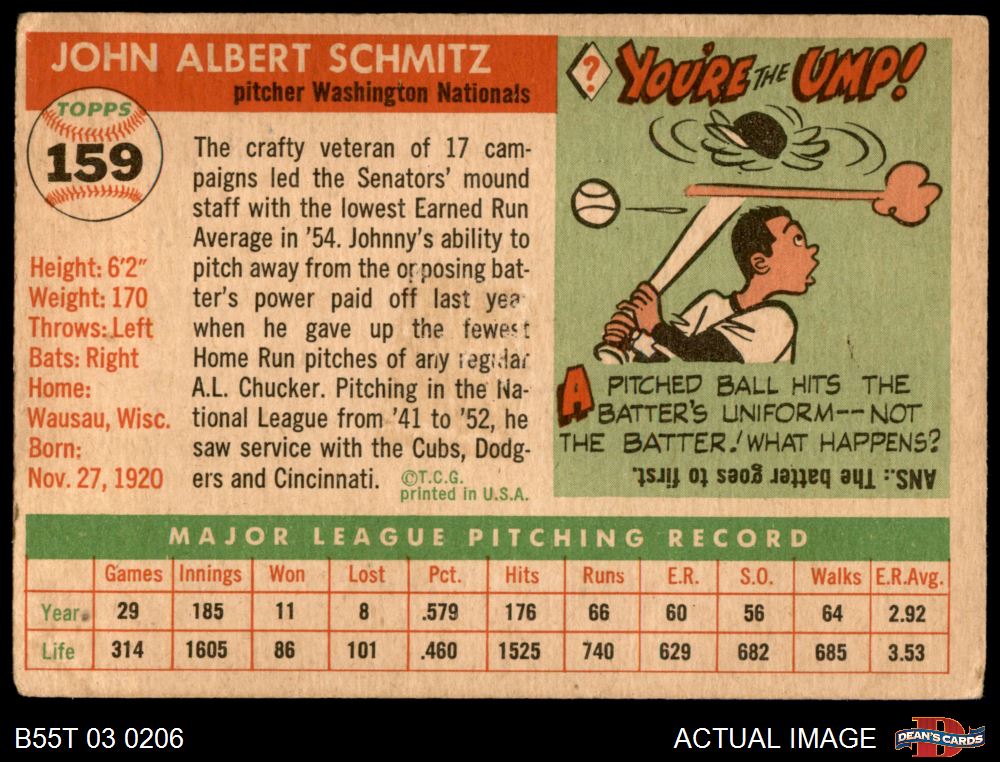 JOHN ALBERT SCHMITZ
pitcher Washington Nationals
TOPPS
159
The crafty veteran of 17 cam-
paigns led the Senators' mound
staff with the lowest Earned Run
Average in '54. Johnny's ability to
pitch away from the opposing bat-
ter's power paid off last year
when he gave up the fewest
Home Run pitches of any regular
A.L. Chucker. Pitching in the Na-
tional League from '41 to '52, he
saw service with the Cubs, Dodg-
ers and Cincinnati.
©T.C.G.
printed in U.S.A.
Height: 6'2"
Weight: 170
Throws: Left
Bats: Right
Home:
Wausau, Wisc.
Born:
Nov. 27, 1920
? YOU'RE THE UMP!
A PITCHED BALL HITS THE
BATTER'S UNIFORM--NOT
THE BATTER! WHAT HAPPENS?
ANS.: The batter goes to first.
MAJOR LEAGUE PITCHING RECORD
Games Innings Won Lost Pct. Hits Runs E.R. S.O. Walks E.R.Avg.
Year 29 185 11 8 .579 176 66 60 56 64 2.92
Life 314 1605 86 101 .460 1525 740 629 682 685 3.53
B55T 03 0206
ACTUAL IMAGE
DEAN'S CARDS